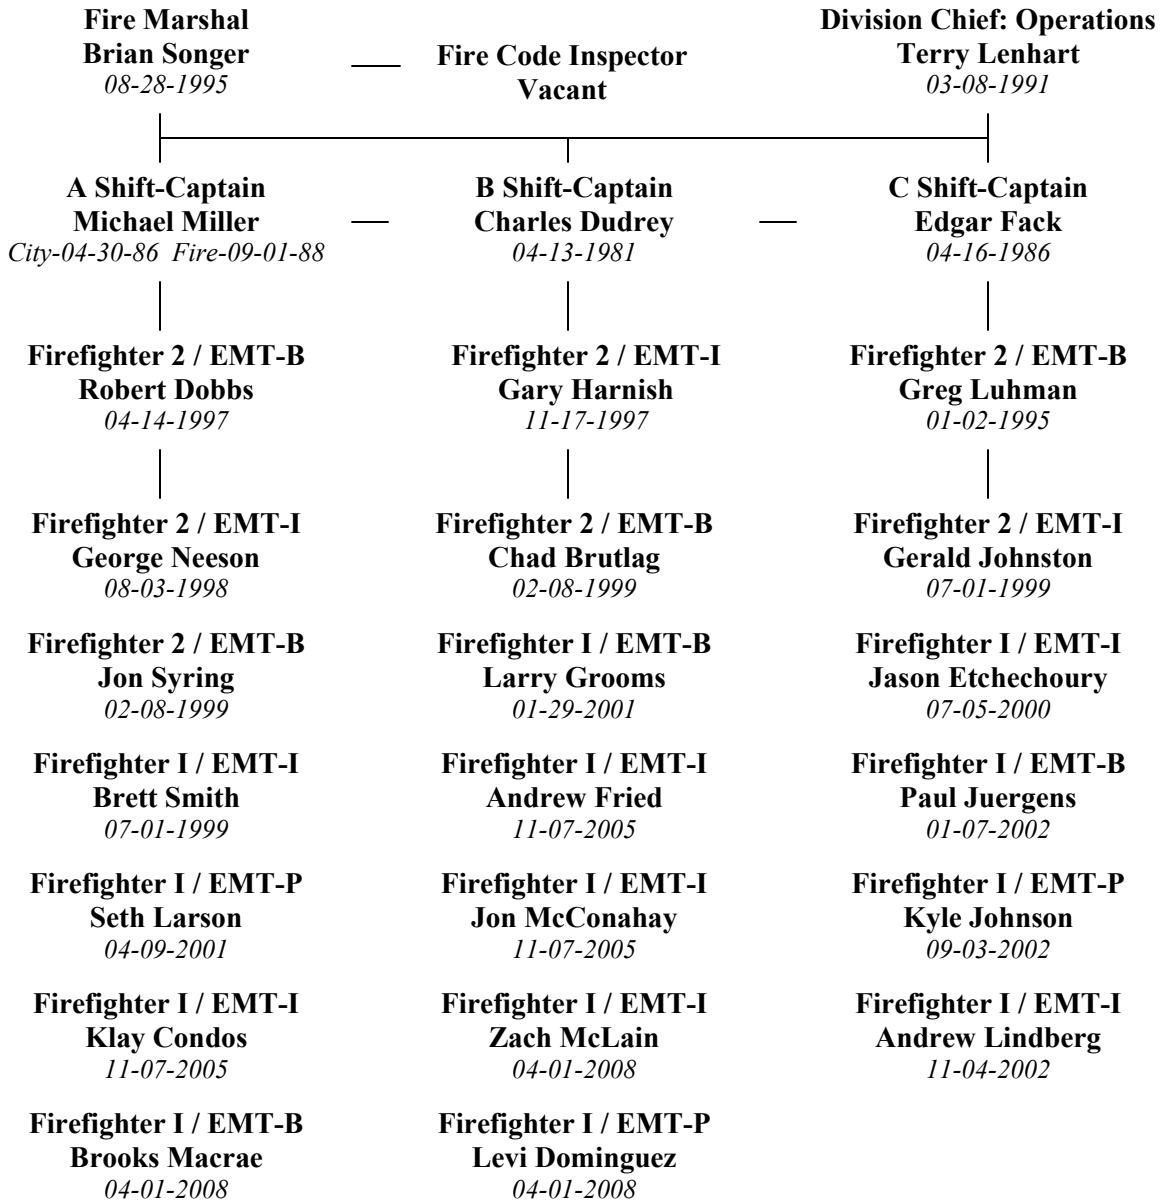 Fire Marshal
Brian Songer
08-28-1995
Fire Code Inspector
Vacant
Division Chief: Operations
Terry Lenhart
03-08-1991
A Shift-Captain
Michael Miller
City-04-30-86 Fire-09-01-88
B Shift-Captain
Charles Dudrey
04-13-1981
C Shift-Captain
Edgar Fack
04-16-1986
Firefighter 2 / EMT-B
Robert Dobbs
04-14-1997
Firefighter 2 / EMT-I
Gary Harnish
11-17-1997
Firefighter 2 / EMT-B
Greg Luhman
01-02-1995
Firefighter 2 / EMT-I
George Neeson
08-03-1998
Firefighter 2 / EMT-B
Chad Brutlag
02-08-1999
Firefighter 2 / EMT-I
Gerald Johnston
07-01-1999
Firefighter 2 / EMT-B
Jon Syring
02-08-1999
Firefighter I / EMT-B
Larry Grooms
01-29-2001
Firefighter I / EMT-I
Jason Etchechoury
07-05-2000
Firefighter I / EMT-I
Brett Smith
07-01-1999
Firefighter I / EMT-I
Andrew Fried
11-07-2005
Firefighter I / EMT-B
Paul Juergens
01-07-2002
Firefighter I / EMT-P
Seth Larson
04-09-2001
Firefighter I / EMT-I
Jon McConahay
11-07-2005
Firefighter I / EMT-P
Kyle Johnson
09-03-2002
Firefighter I / EMT-I
Klay Condos
11-07-2005
Firefighter I / EMT-I
Zach McLain
04-01-2008
Firefighter I / EMT-I
Andrew Lindberg
11-04-2002
Firefighter I / EMT-B
Brooks Macrae
04-01-2008
Firefighter I / EMT-P
Levi Dominguez
04-01-2008